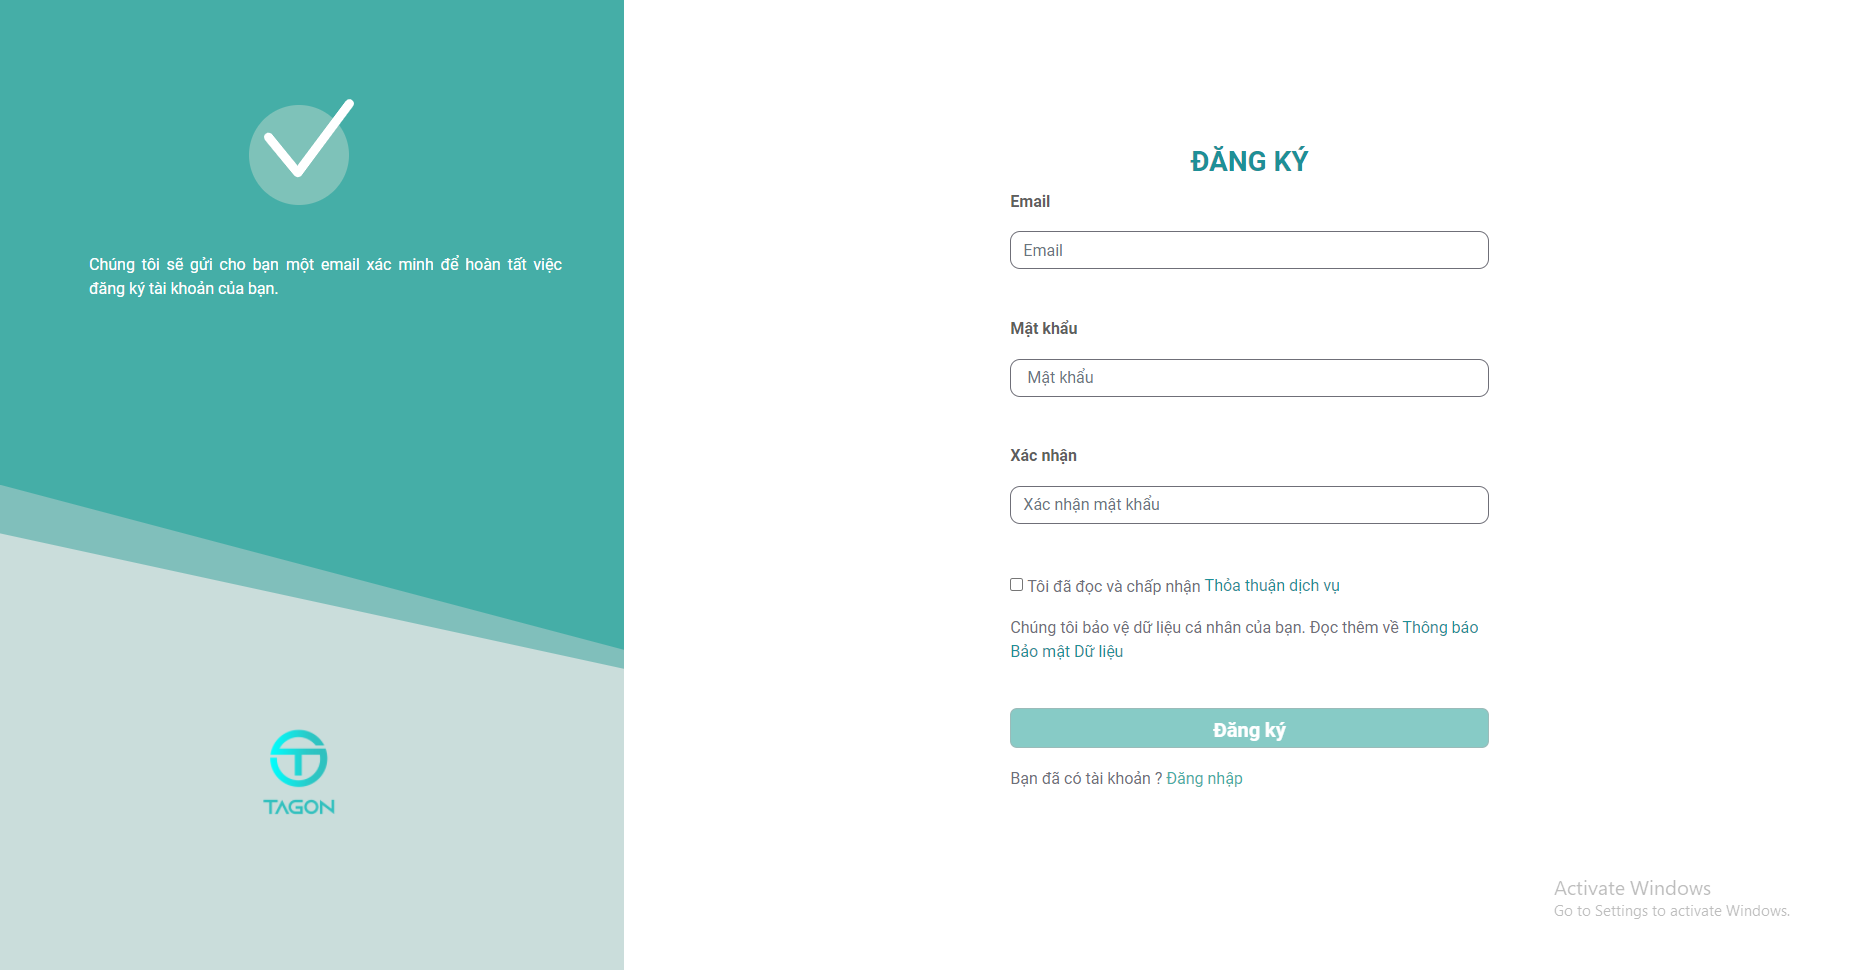 Chúng tôi sẽ gửi cho bạn một email xác minh để hoàn tất việc
đăng ký tài khoản của bạn.
TAGON
ĐĂNG KÝ
Email
Email
Mật khẩu
Mật khẩu
Xác nhận
Xác nhận mật khẩu
Tôi đã đọc và chấp nhận Thỏa thuận dịch vụ
Chúng tôi bảo vệ dữ liệu cá nhân của bạn. Đọc thêm về Thông báo
Bảo mật Dữ liệu
Đăng ký
Bạn đã có tài khoản ? Đăng nhập
Activate Windows
Go to Settings to activate Windows.